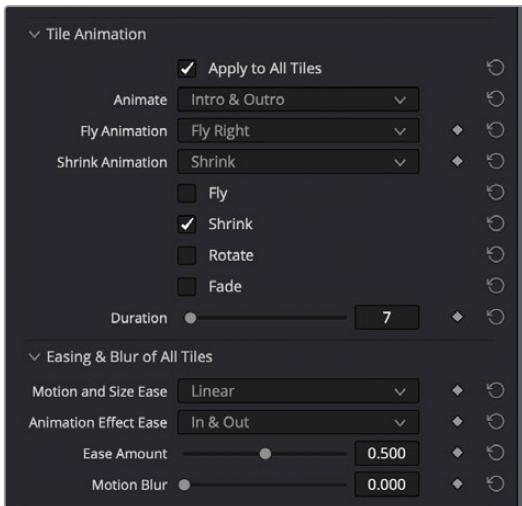 Tile Animation
Apply to All Tiles
Animate Intro & Outro
Fly Animation Fly Right
Shrink Animation Shrink
Fly
Shrink
Rotate
Fade
Duration 7
Easing & Blur of All Tiles
Motion and Size Ease Linear
Animation Effect Ease In & Out
Ease Amount 0.500
Motion Blur 0.000